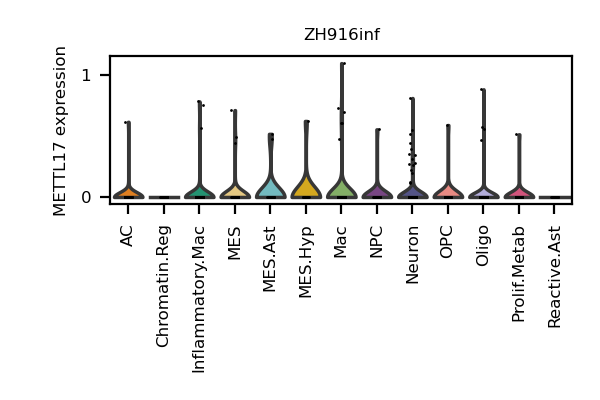 ZH916inf
METTL17 expression
1
0
AC
Chromatin.Reg
Inflammatory.Mac
MES
MES.Ast
MES.Hyp
Mac
NPC
Neuron
OPC
Oligo
Prolif.Metab
Reactive.Ast